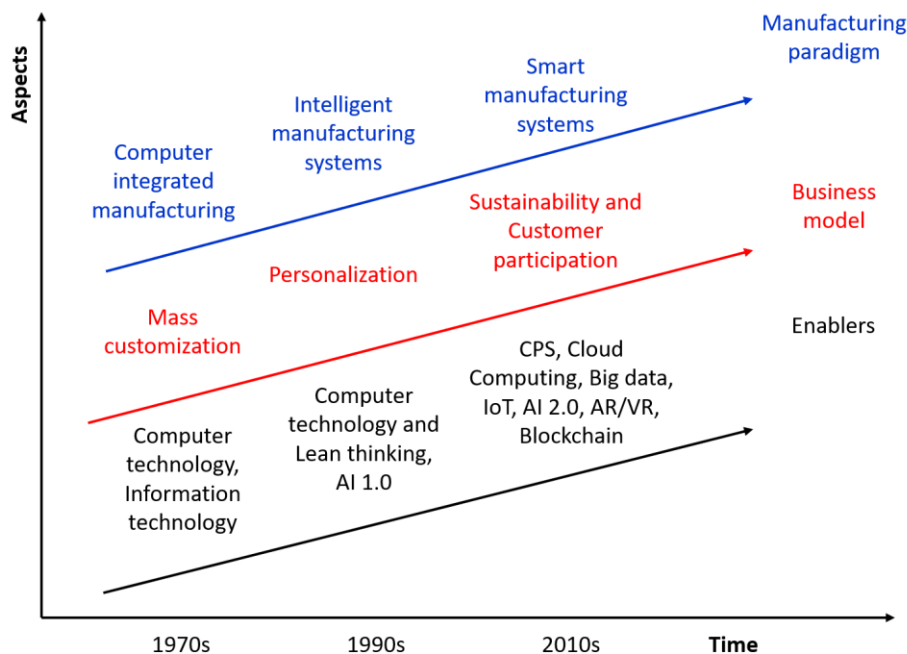 Aspects
Manufacturing
paradigm
Smart
manufacturing
systems
Intelligent
manufacturing
systems
Computer
integrated
manufacturing
Business
model
Sustainability and
Customer
participation
Personalization
Mass
customization
Enablers
CPS, Cloud
Computing, Big data,
IoT, AI 2.0, AR/VR,
Blockchain
Computer
technology and
Lean thinking,
AI 1.0
Computer
technology,
Information
technology
1970s
1990s
2010s
Time